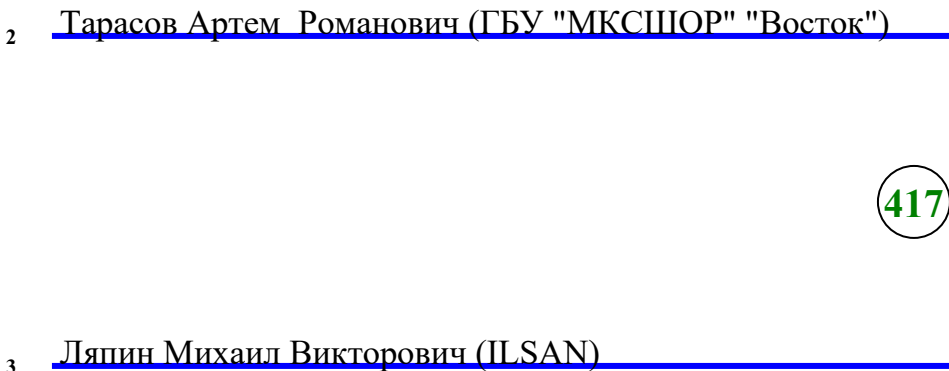 2 Тарасов Артем  Романович (ГБУ "МКСШОР" "Восток")
417
3 Ляпин Михаил Викторович (ILSAN)